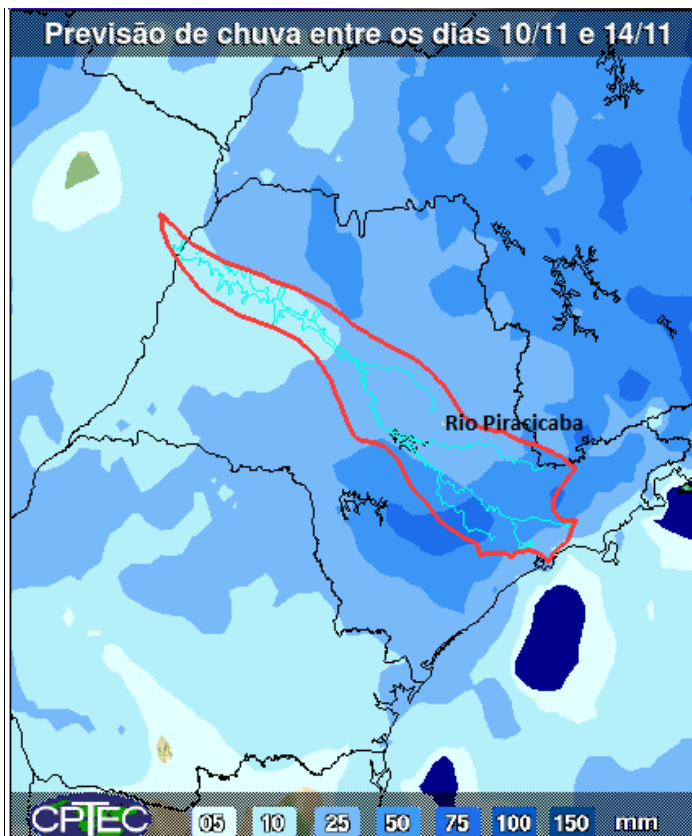 Previsão de chuva entre os dias 10/11 e 14/11
Rio Piracicaba
CPTEC 05 10 25 50 75 100 150 mm